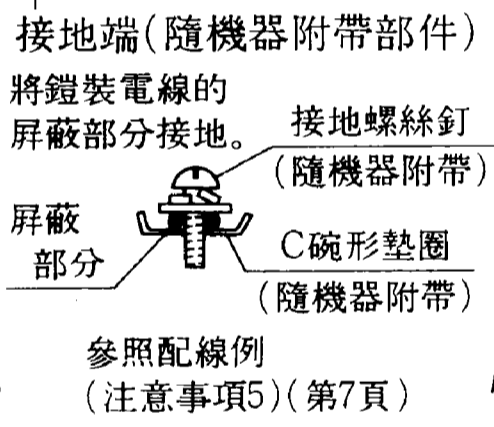 接地端(隨機器附帶部件)
將鎧裝電線的
屏蔽部分接地。
接地螺絲釘
(隨機器附帶)
屏蔽
部分
C碗形墊圈
(隨機器附帶)
參照配線例
(注意事項5)(第7頁)